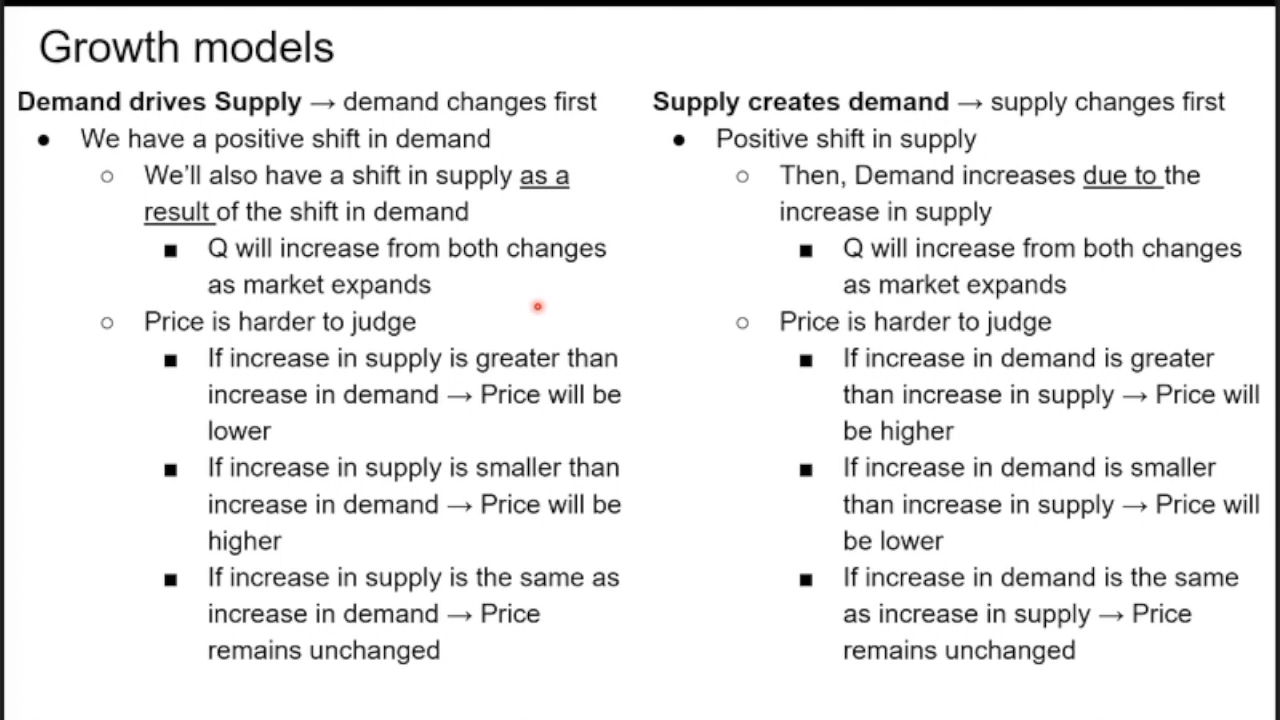 Growth models
Demand drives Supply → demand changes first
● We have a positive shift in demand
○ We'll also have a shift in supply as a
result of the shift in demand
■ Q will increase from both changes
as market expands
○ Price is harder to judge
■ If increase in supply is greater than
increase in demand → Price will be
lower
■ If increase in supply is smaller than
increase in demand → Price will be
higher
■ If increase in supply is the same as
increase in demand → Price
remains unchanged
Supply creates demand → supply changes first
● Positive shift in supply
○ Then, Demand increases due to the
increase in supply
■ Q will increase from both changes
as market expands
○ Price is harder to judge
■ If increase in demand is greater
than increase in supply → Price will
be higher
■ If increase in demand is smaller
than increase in supply → Price will
be lower
■ If increase in demand is the same
as increase in supply → Price
remains unchanged